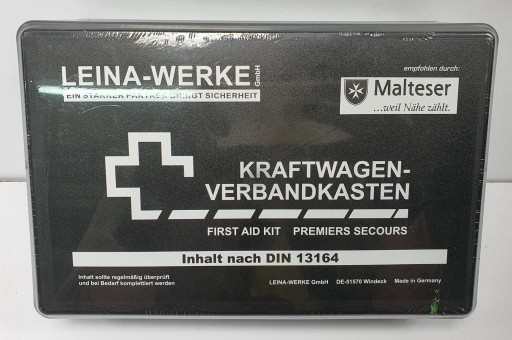 LEINA-WERKE GmbH
EIN STARKER PARTNER BRINGT SICHERHEIT
empfohlen durch:
Malteser
...weil Nähe zählt.
KRAFTWAGEN-
VERBANDKASTEN
FIRST AID KIT PREMIERS SECOURS
Inhalt nach DIN 13164
Inhalt sollte regelmäßig überprüft
und bei Bedarf komplettiert werden
LEINA-WERKE GmbH DE-51570 Windeck Made in Germany